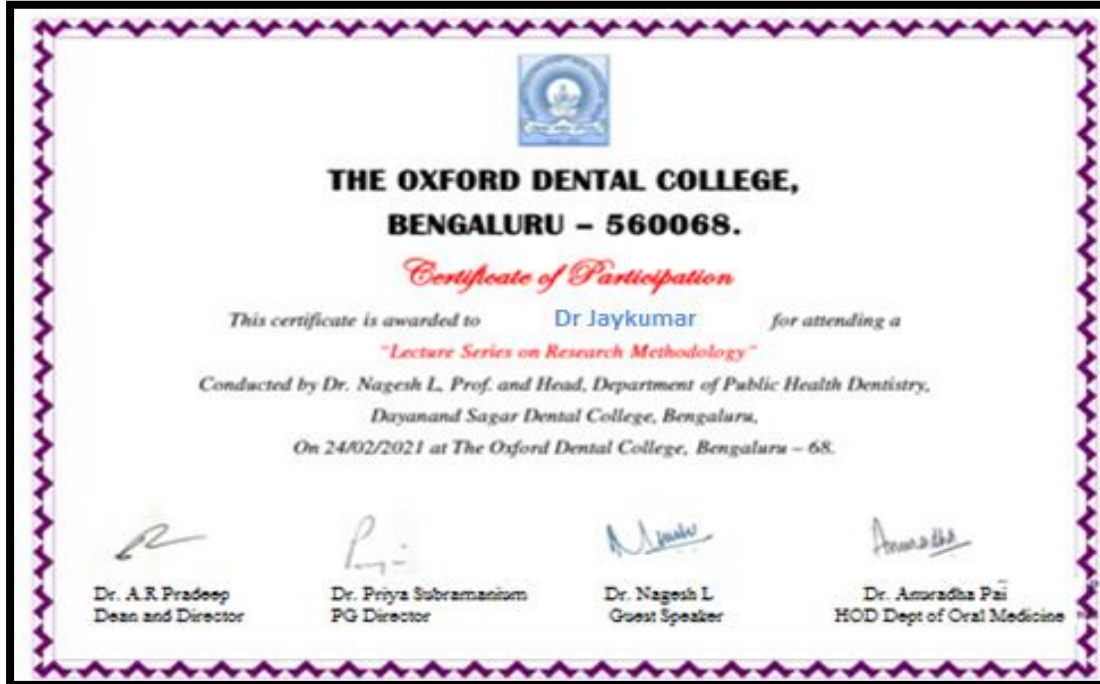 THE OXFORD DENTAL COLLEGE,
BENGALURU – 560068.
Certificate of Participation
This certificate is awarded to Dr Jaykumar for attending a
"Lecture Series on Research Methodology"
Conducted by Dr. Nagesh L, Prof. and Head, Department of Public Health Dentistry,
Dayanand Sagar Dental College, Bengaluru,
On 24/02/2021 at The Oxford Dental College, Bengaluru – 68.
Anuradha
Dr. A.R Pradeep
Dean and Director
Dr. Priya Subramanium
PG Director
Dr. Nagesh L
Guest Speaker
Dr. Anuradha Pai
HOD Dept of Oral Medicine